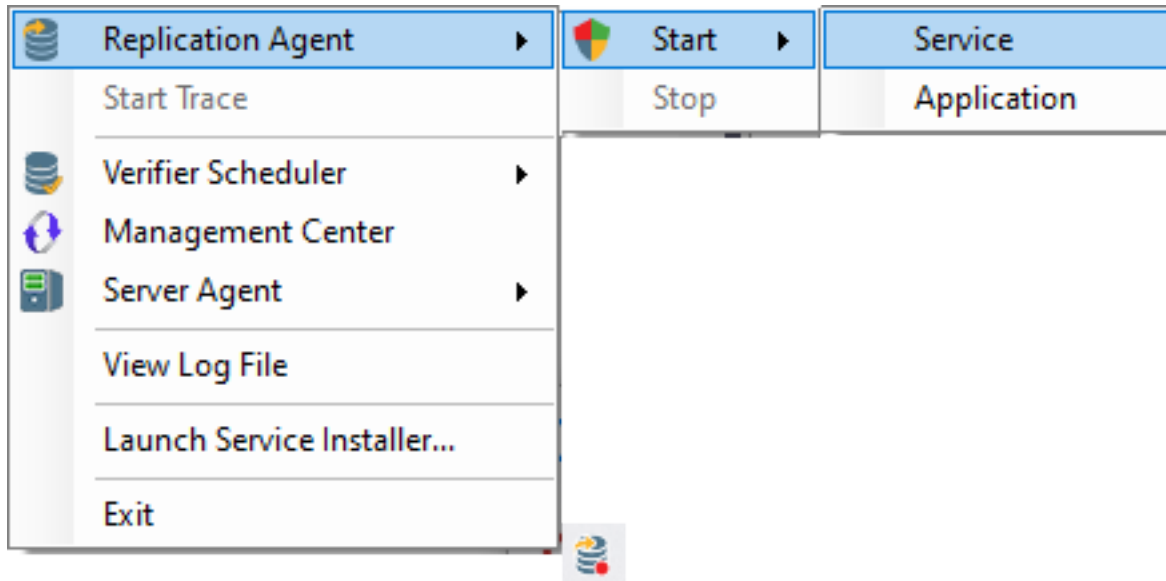 Replication Agent
Start Trace
Verifier Scheduler
Management Center
Server Agent
View Log File
Launch Service Installer...
Exit
Start
Stop
Service
Application